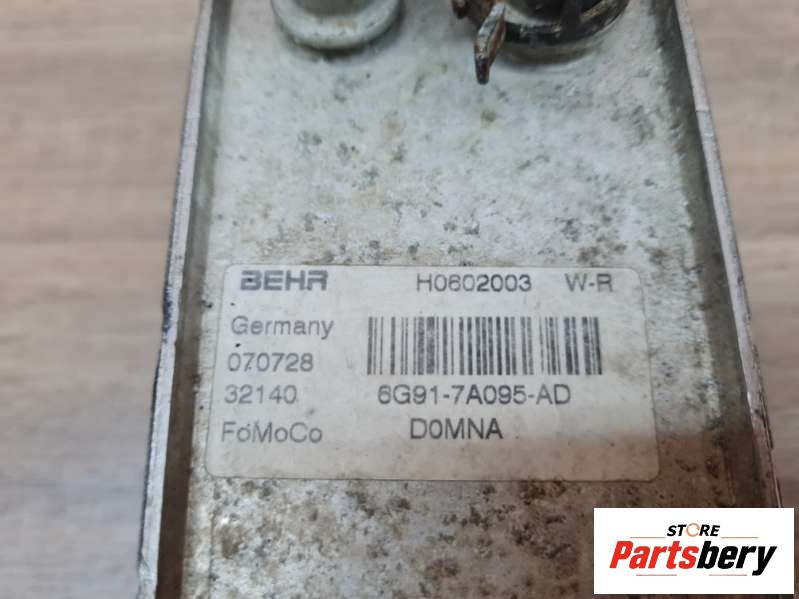 BEHR H0602003 W-R
Germany
070728
32140 6G91-7A095-AD
FoMoCo D0MNA
STORE
Partsbery